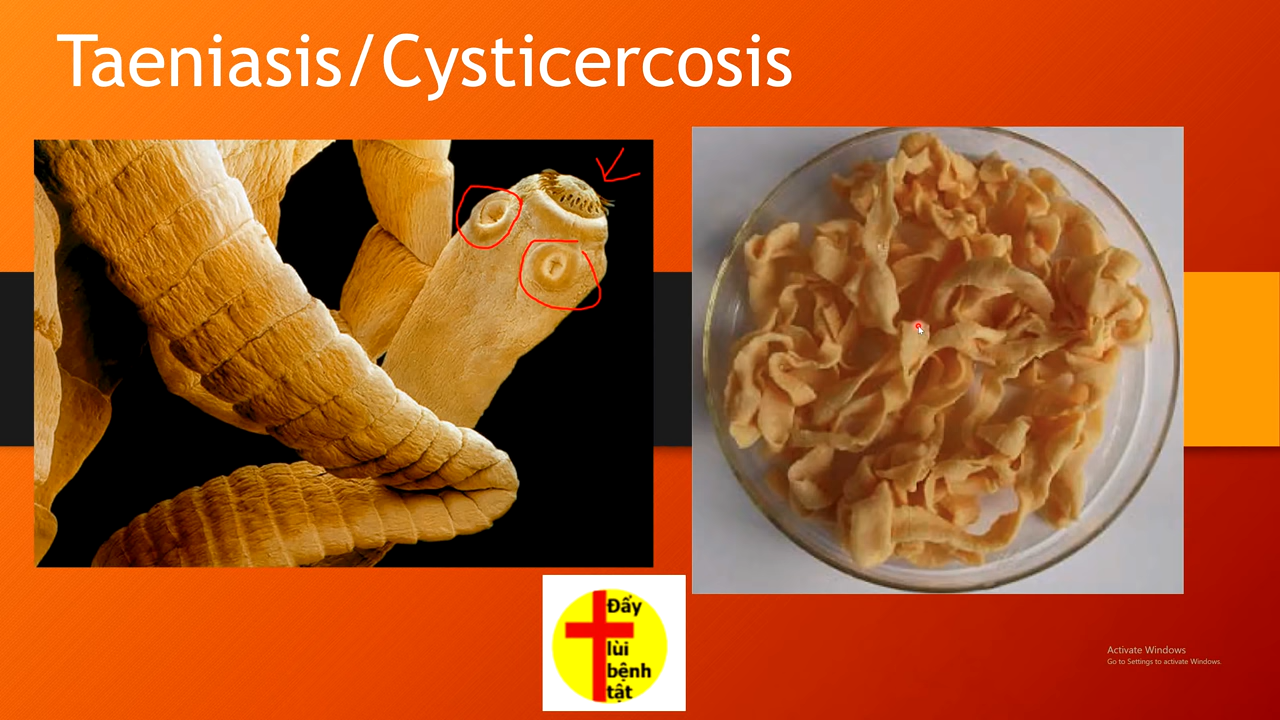 Taeniasis/Cysticercosis
Đẩy
lùi
bệnh
tật
Activate Windows
Go to Settings to activate Windows.